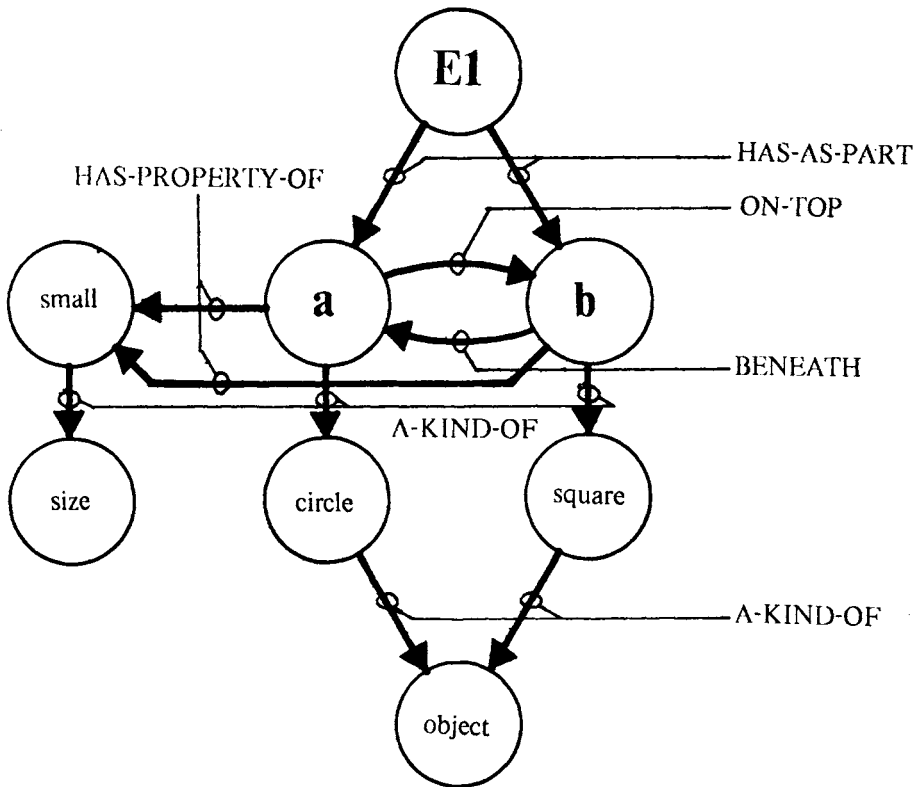 E1
HAS-AS-PART
HAS-PROPERTY-OF
ON-TOP
small
a
b
BENEATH
A-KIND-OF
size
circle
square
A-KIND-OF
object